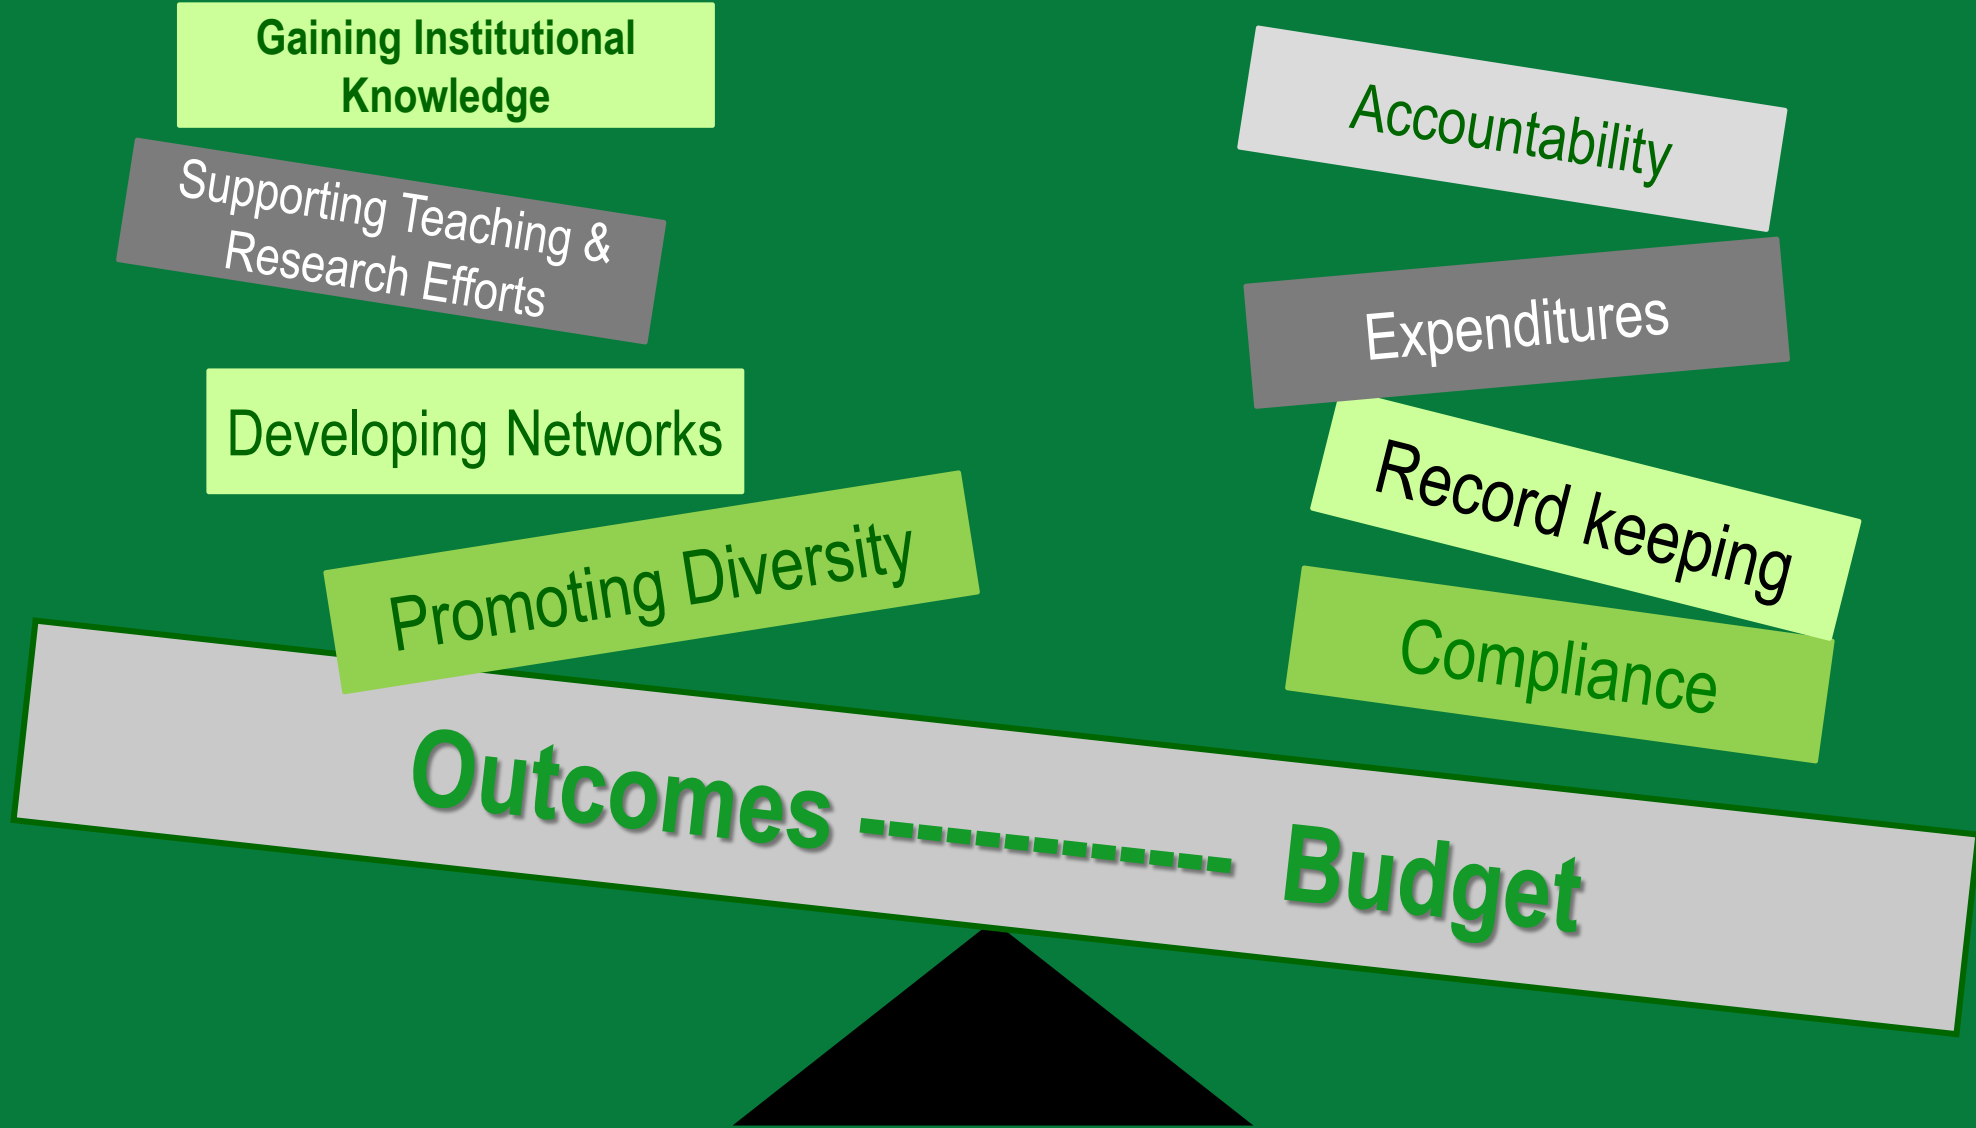 Gaining Institutional
Knowledge
Supporting Teaching &
Research Efforts
Developing Networks
Promoting Diversity
Accountability
Expenditures
Record keeping
Compliance
Outcomes ------------- Budget